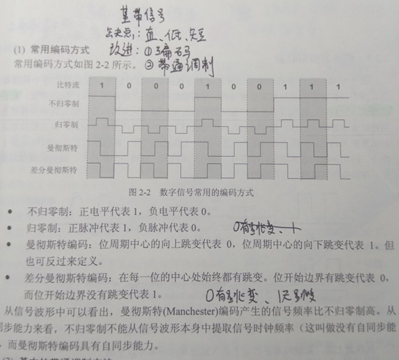 基带信号
缺点：直、低、短
(1) 常用编码方式
改进：①编码
常用编码方式如图 2-2 所示。
②带通调制
比特流 1 0 0 0 1 0 0 1 1 1
不归零制
归零制
曼彻斯特
差分曼彻斯特
图 2-2 数字信号常用的编码方式
● 不归零制：正电平代表 1，负电平代表 0。
● 归零制：正脉冲代表 1，负脉冲代表 0。
● 曼彻斯特编码：位周期中心的向上跳变代表 0，位周期中心的向下跳变代表 1，但
也可反过来定义。
● 差分曼彻斯特编码：在每一位的中心处始终都有跳变。位开始边界有跳变代表 0，
而位开始边界没有跳变代表 1。
从信号波形中可以看出，曼彻斯特(Manchester)编码产生的信号频率比不归零制高。从
同步能力来看，不归零制不能从信号波形本身中提取信号时钟频率（这叫做没有自同步能
，而曼彻斯特编码具有自同步能力。